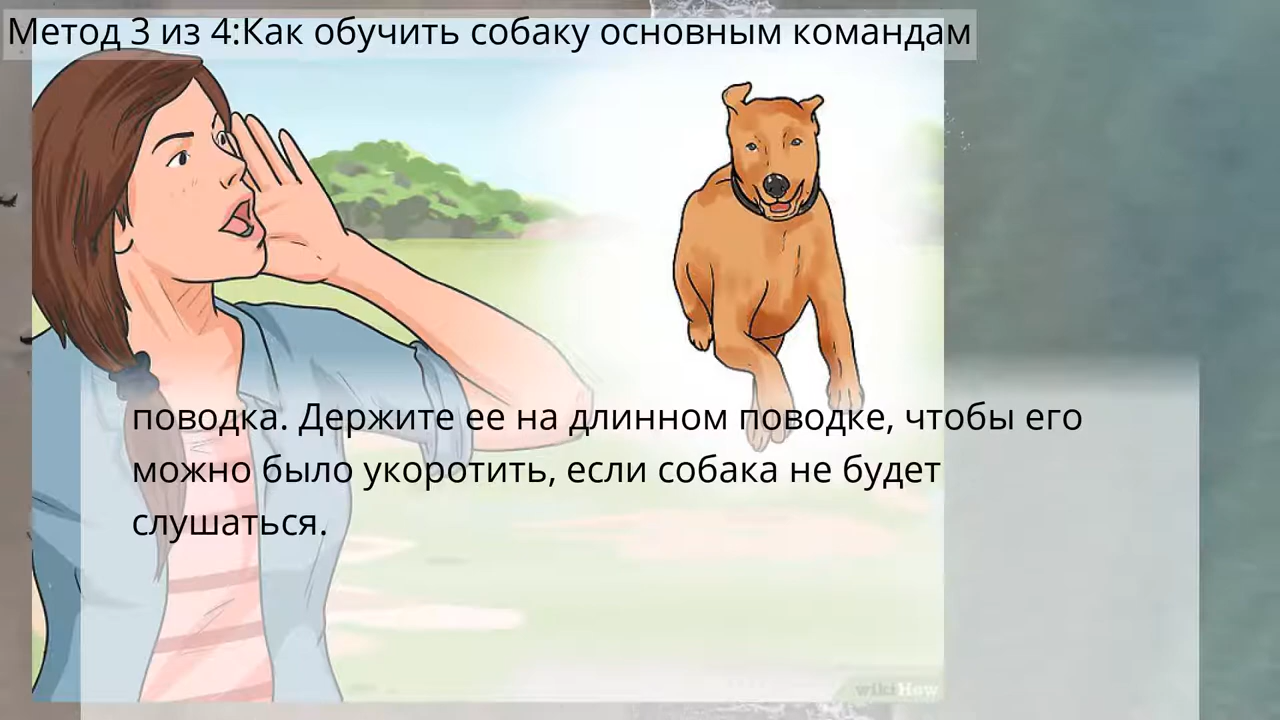 Метод 3 из 4:Как обучить собаку основным командам
поводка. Держите ее на длинном поводке, чтобы его
можно было укоротить, если собака не будет
слушаться.
wikiHow